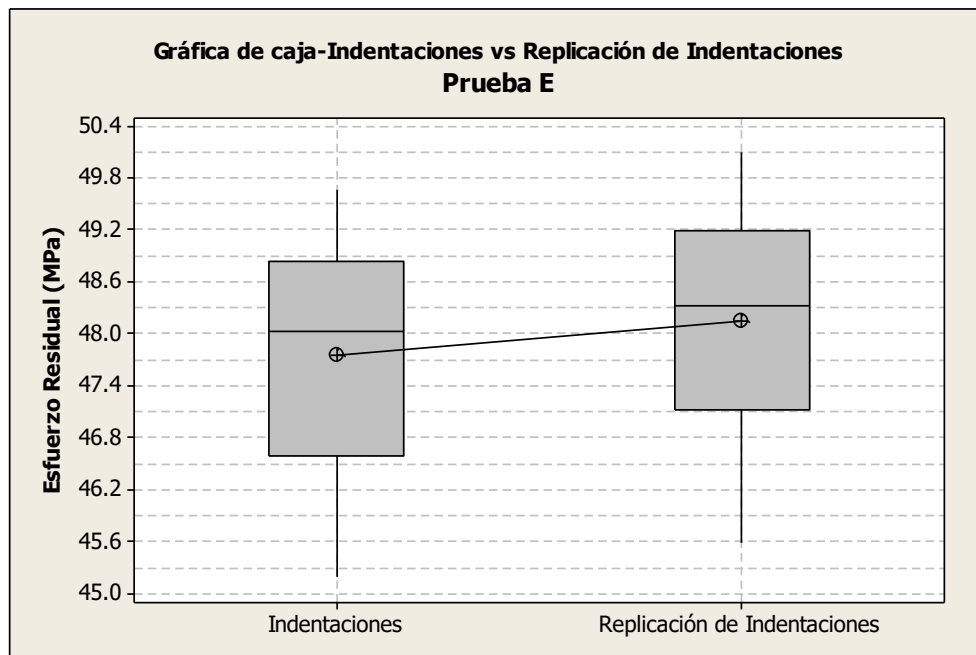 Gráfica de caja-Indentaciones vs Replicación de Indentaciones
Prueba E
Esfuerzo Residual (MPa)
50.4
49.8
49.2
48.6
48.0
47.4
46.8
46.2
45.6
45.0
Indentaciones
Replicación de Indentaciones